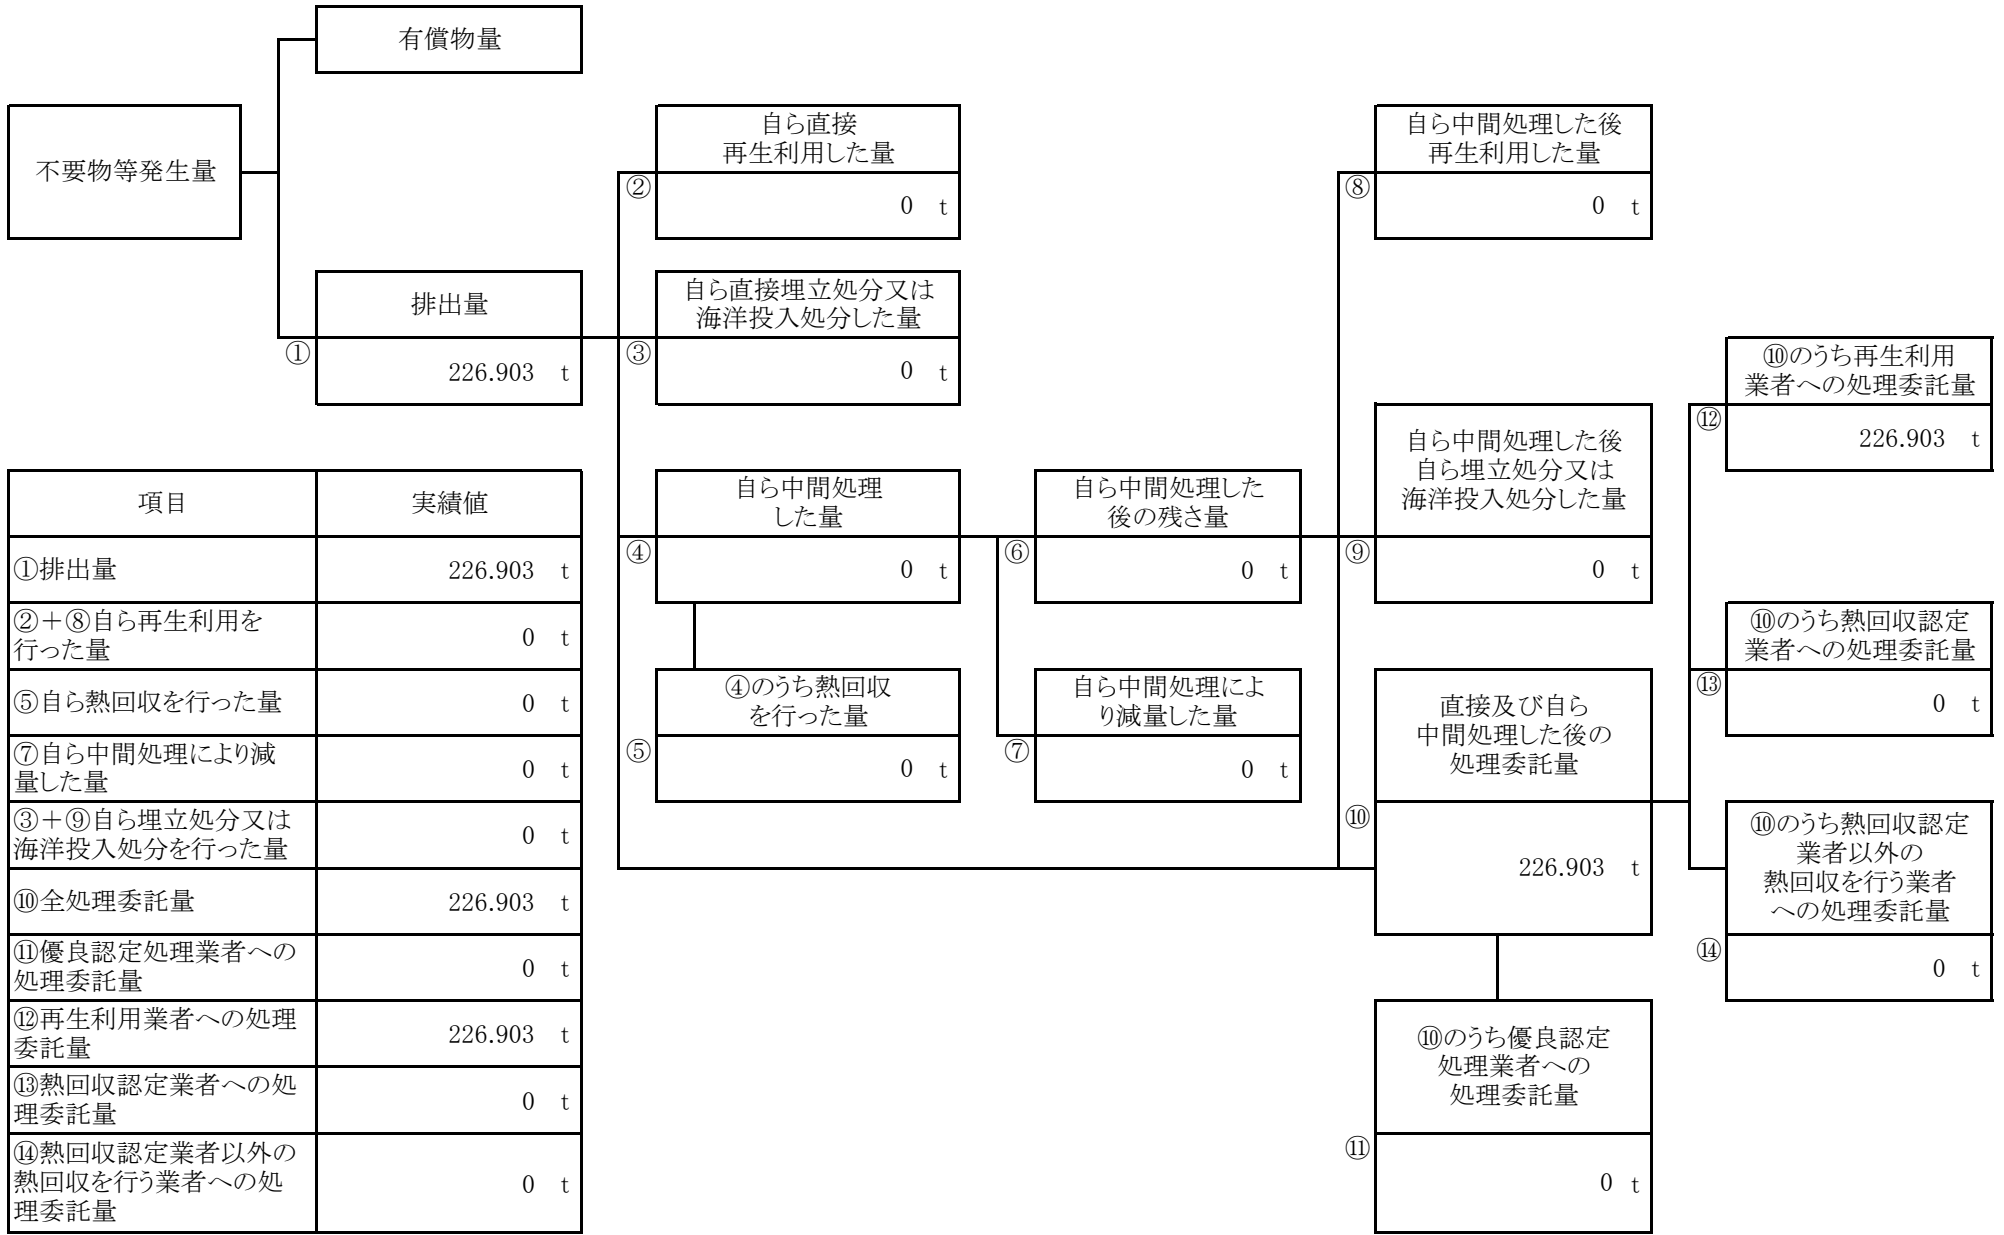 有償物量
不要物等発生量
排出量
①
226.903 t
自ら直接
再生利用した量
②
0 t
自ら直接埋立処分又は
海洋投入処分した量
③
0 t
自ら中間処理
した量
④
0 t
④のうち熱回収
を行った量
⑤
0 t
自ら中間処理した
後の残さ量
⑥
0 t
自ら中間処理によ
り減量した量
⑦
0 t
自ら中間処理した後
再生利用した量
⑧
0 t
自ら中間処理した後
自ら埋立処分又は
海洋投入処分した量
⑨
0 t
直接及び自ら
中間処理した後の
処理委託量
⑩
226.903 t
⑩のうち優良認定
処理業者への
処理委託量
⑪
0 t
⑩のうち再生利用
業者への処理委託量
⑫
226.903 t
⑩のうち熱回収認定
業者への処理委託量
⑬
0 t
⑩のうち熱回収認定
業者以外の
熱回収を行う業者
への処理委託量
⑭
0 t
項目 実績値
①排出量 226.903 t
②＋⑧自ら再生利用を
行った量 0 t
⑤自ら熱回収を行った量 0 t
⑦自ら中間処理により減
量した量 0 t
③＋⑨自ら埋立処分又は
海洋投入処分を行った量 0 t
⑩全処理委託量 226.903 t
⑪優良認定処理業者への
処理委託量 0 t
⑫再生利用業者への処理
委託量 226.903 t
⑬熱回収認定業者への処
理委託量 0 t
⑭熱回収認定業者以外の
熱回収を行う業者への処
理委託量 0 t